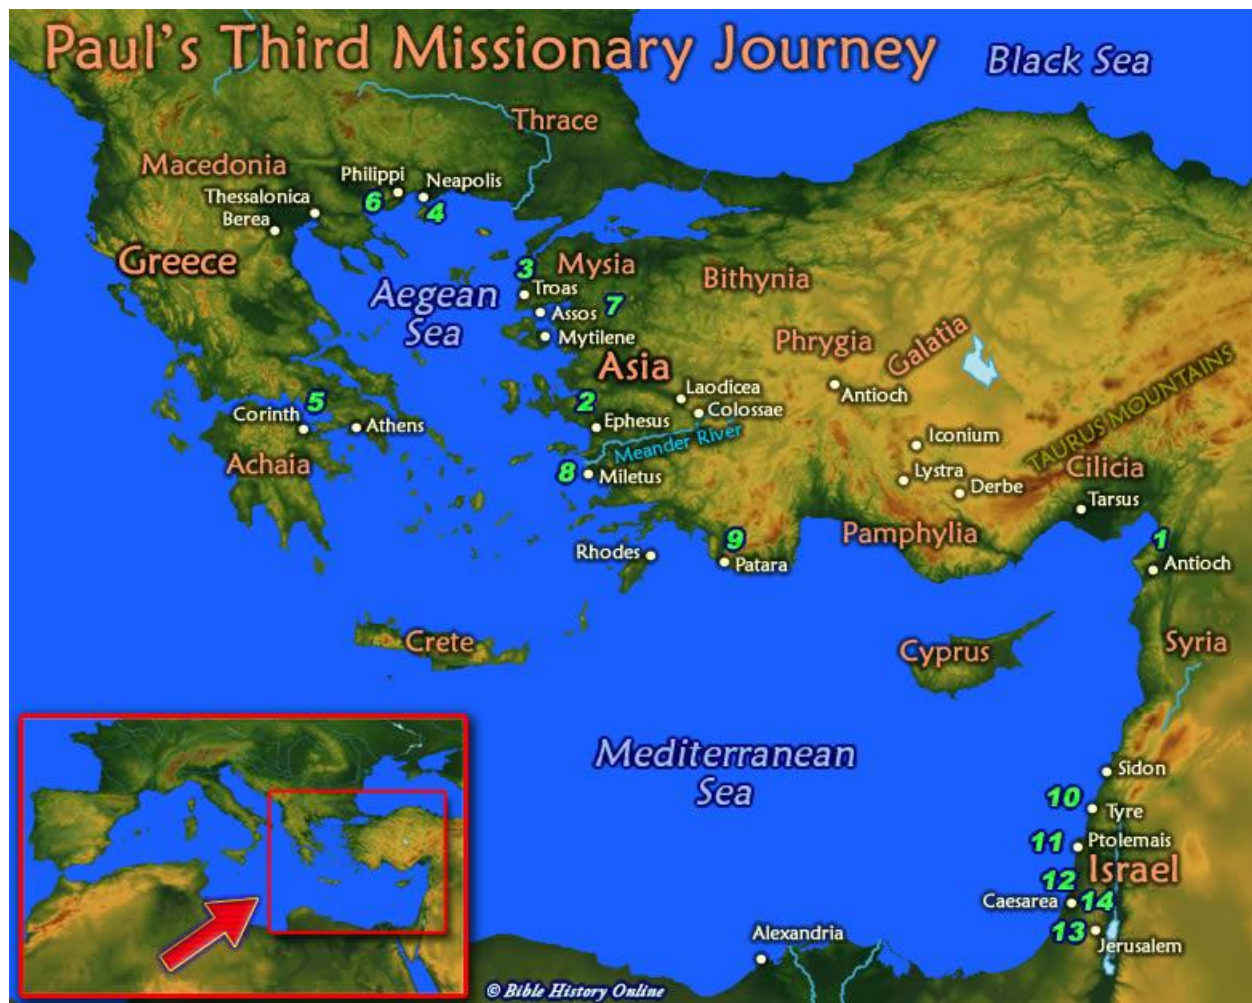 Paul's Third Missionary Journey
Black Sea
Thrace
Macedonia
Philippi
Neapolis
6
4
Thessalonica
Berea
Greece
Aegean
Sea
3
Mysia
Troas
7
Assos
Mytilene
Bithynia
Phrygia
Galatia
Asia
Laodicea
Colossae
Antioch
TAURUS MOUNTAINS
5
Corinth
Athens
Achaia
2
Ephesus
Meander River
8
Miletus
Iconium
Lystra
Derbe
Cilicia
Tarsus
Pamphylia
9
Rhodes
Patara
1
Antioch
Crete
Cyprus
Syria
Mediterranean
Sea
Sidon
10
Tyre
11
Ptolemais
Israel
12
Caesarea
14
13
Jerusalem
Alexandria
© Bible History Online